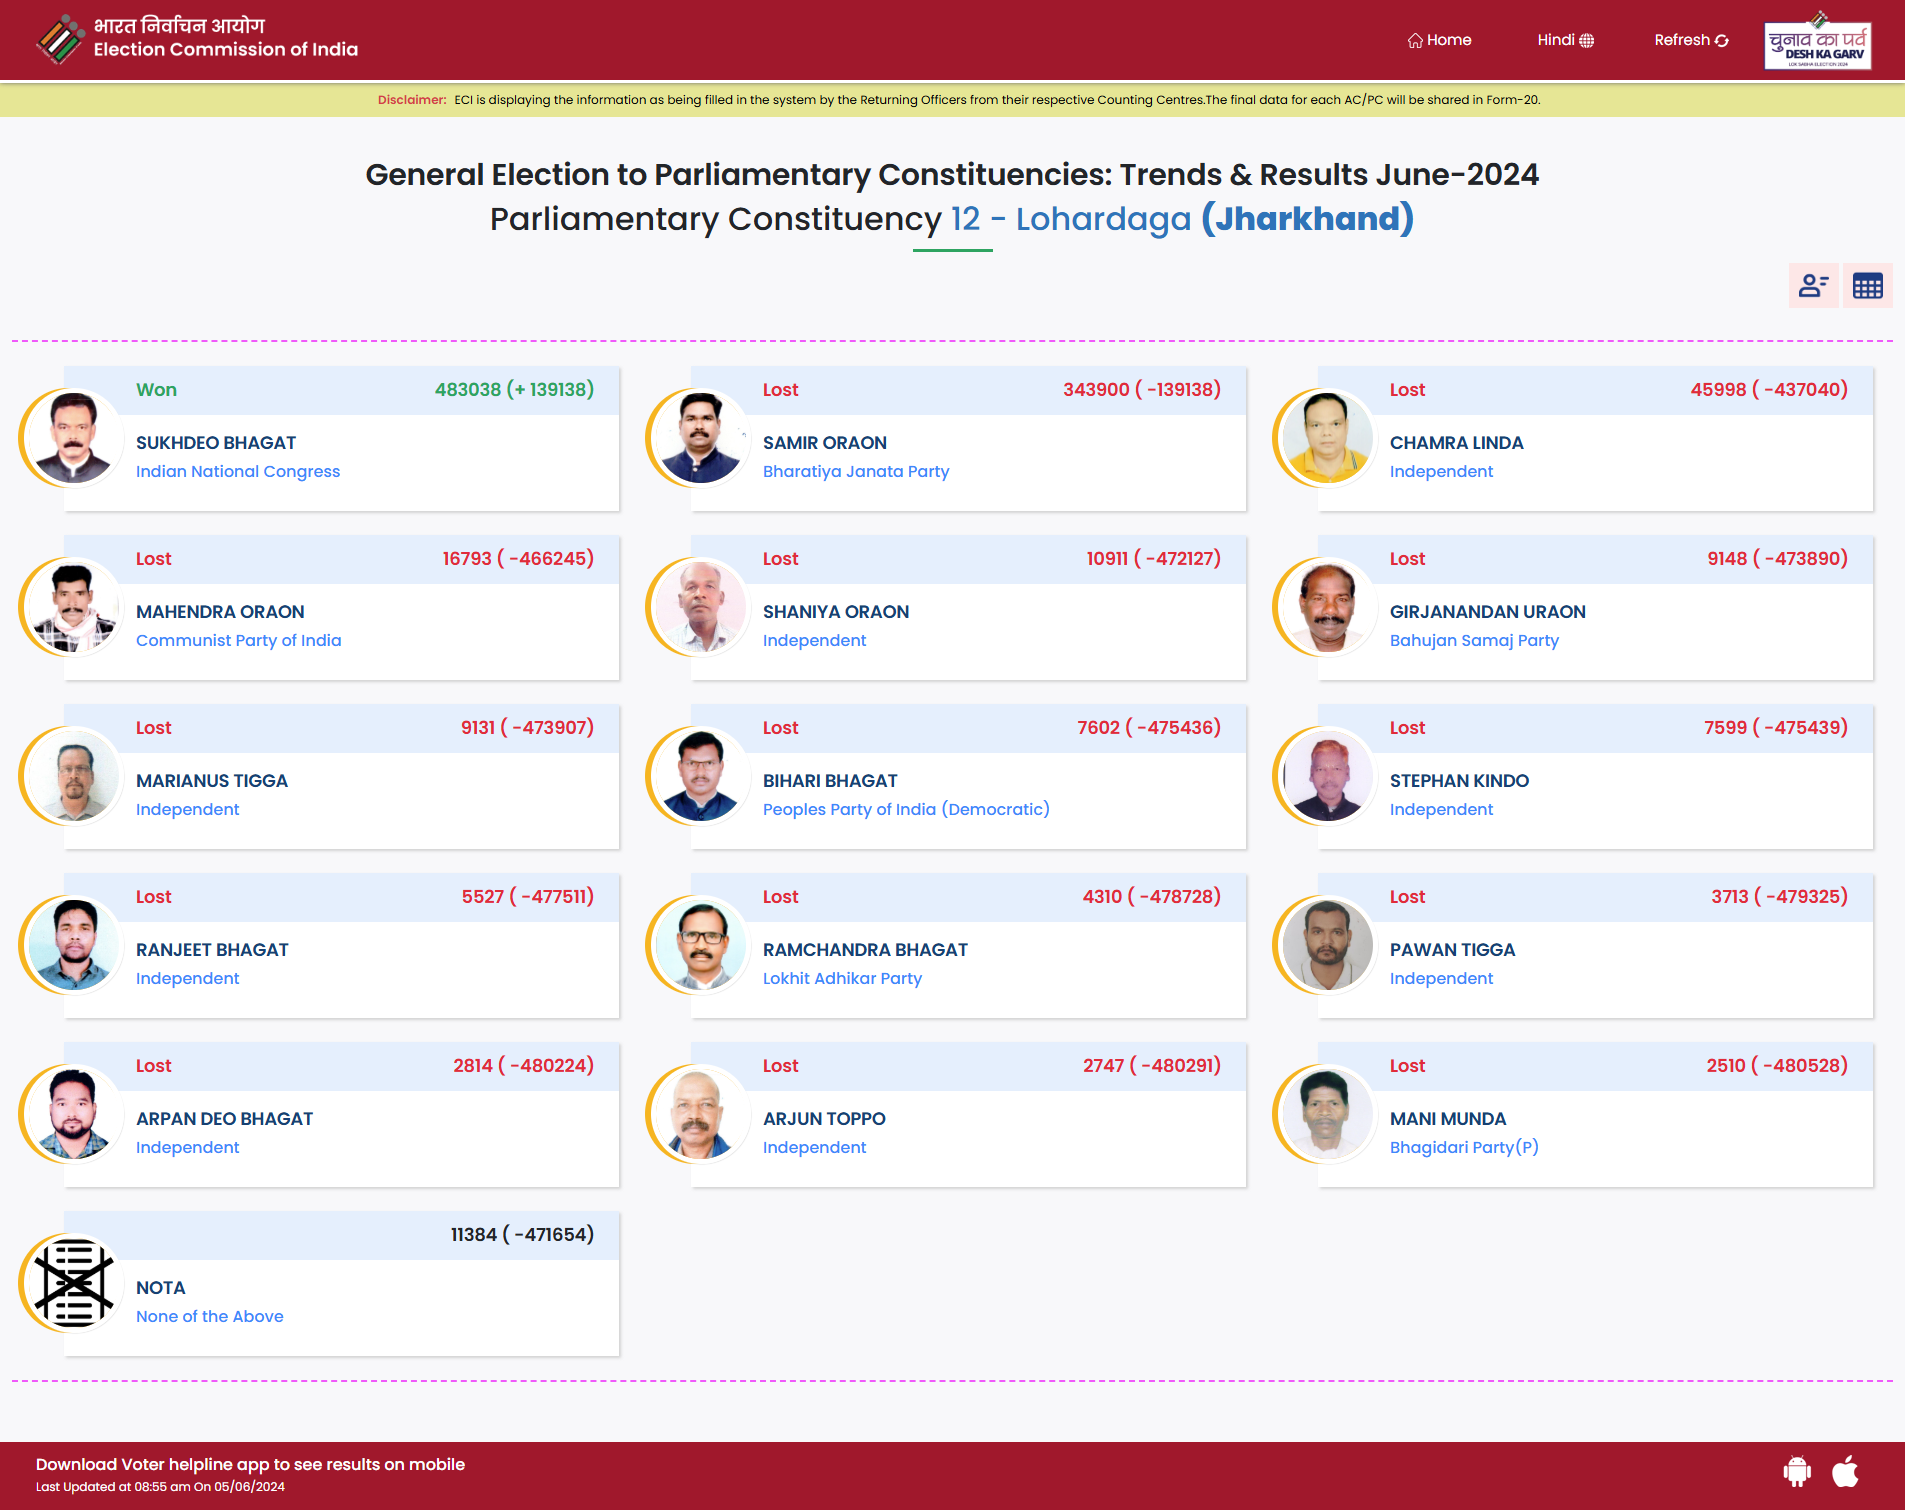 भारत निर्वाचन आयोग
Election Commission of India
Home
Hindi
Refresh
चुनाव का पर्व
DESH KA GARV
LOK SABHA ELECTION 2024
Disclaimer: ECI is displaying the information as being filled in the system by the Returning Officers from their respective Counting Centres.The final data for each AC/PC will be shared in Form-20.
General Election to Parliamentary Constituencies: Trends & Results June-2024
Parliamentary Constituency 12 - Lohardaga (Jharkhand)
Won 483038 (+ 139138)
SUKHDEO BHAGAT
Indian National Congress
Lost 343900 ( -139138)
SAMIR ORAON
Bharatiya Janata Party
Lost 45998 ( -437040)
CHAMRA LINDA
Independent
Lost 16793 ( -466245)
MAHENDRA ORAON
Communist Party of India
Lost 10911 ( -472127)
SHANIYA ORAON
Independent
Lost 9148 ( -473890)
GIRJANANDAN URAON
Bahujan Samaj Party
Lost 9131 ( -473907)
MARIANUS TIGGA
Independent
Lost 7602 ( -475436)
BIHARI BHAGAT
Peoples Party of India (Democratic)
Lost 7599 ( -475439)
STEPHAN KINDO
Independent
Lost 5527 ( -477511)
RANJEET BHAGAT
Independent
Lost 4310 ( -478728)
RAMCHANDRA BHAGAT
Lokhit Adhikar Party
Lost 3713 ( -479325)
PAWAN TIGGA
Independent
Lost 2814 ( -480224)
ARPAN DEO BHAGAT
Independent
Lost 2747 ( -480291)
ARJUN TOPPO
Independent
Lost 2510 ( -480528)
MANI MUNDA
Bhagidari Party(P)
11384 ( -471654)
NOTA
None of the Above
Download Voter helpline app to see results on mobile
Last Updated at 08:55 am On 05/06/2024